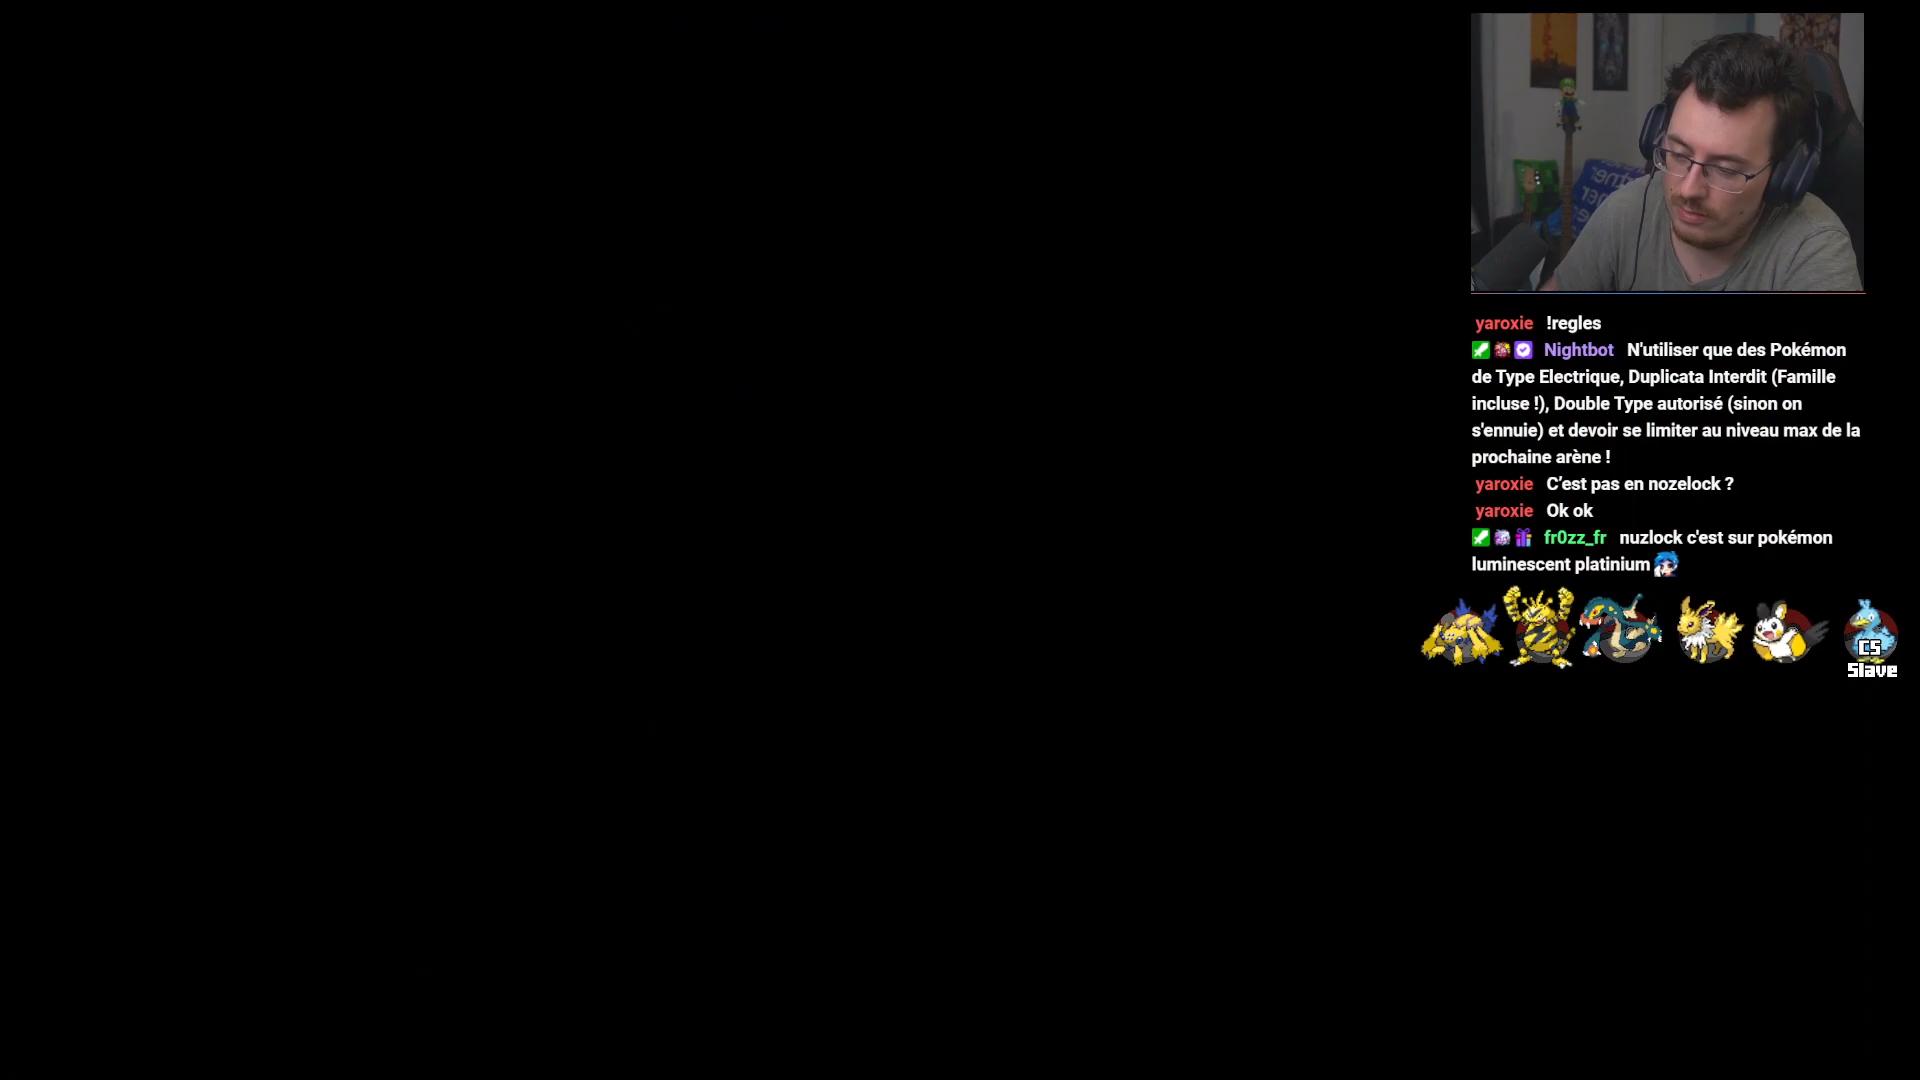 yaroxie !regles
Nightbot N'utiliser que des Pokémon
de Type Electrique, Duplicata Interdit (Famille
incluse !), Double Type autorisé (sinon on
s'ennuie) et devoir se limiter au niveau max de la
prochaine arène !
yaroxie C’est pas en nozelock ?
yaroxie Ok ok
fr0zz_fr nuzlock c'est sur pokémon
luminescent platinium
CS
Slave